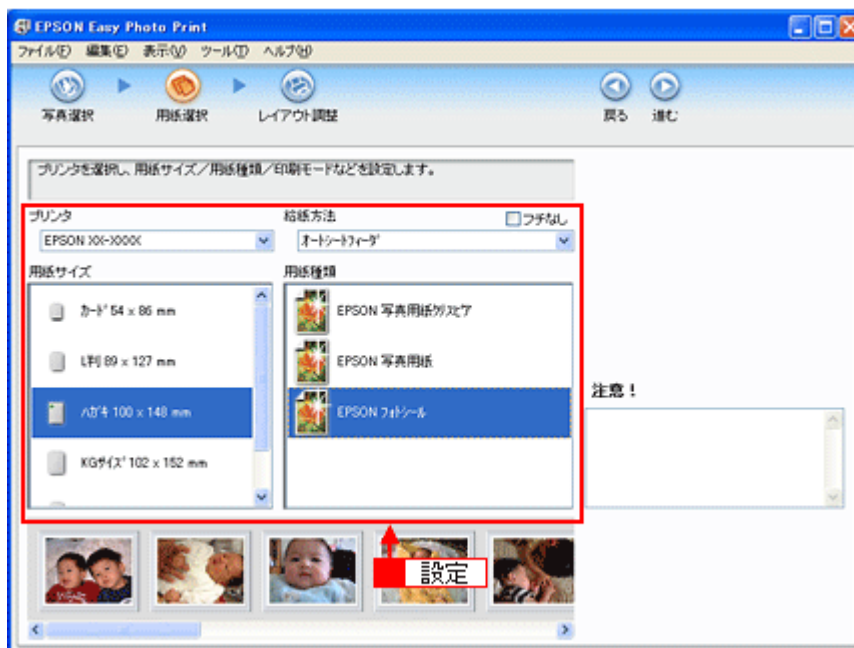 EPSON Easy Photo Print
ファイル(F) 編集(E) 表示(V) ツール(T) ヘルプ(H)
写真選択 用紙選択 レイアウト調整 戻る 進む
プリンタを選択し、用紙サイズ／用紙種類／印刷モードなどを設定します。
プリンタ 給紙方法 フチなし
EPSON XX-XXXX ｵｰﾄｼｰﾄﾌｨｰﾀﾞ
用紙サイズ 用紙種類
ｶｰﾄﾞ 54 x 86 mm
L判 89 x 127 mm
ﾊｶﾞｷ 100 x 148 mm
KGｻｲｽﾞ 102 x 152 mm
EPSON 写真用紙ｸﾘｽﾋﾟｱ
EPSON 写真用紙
EPSON ﾌｫﾄｼｰﾙ
注意！
設定